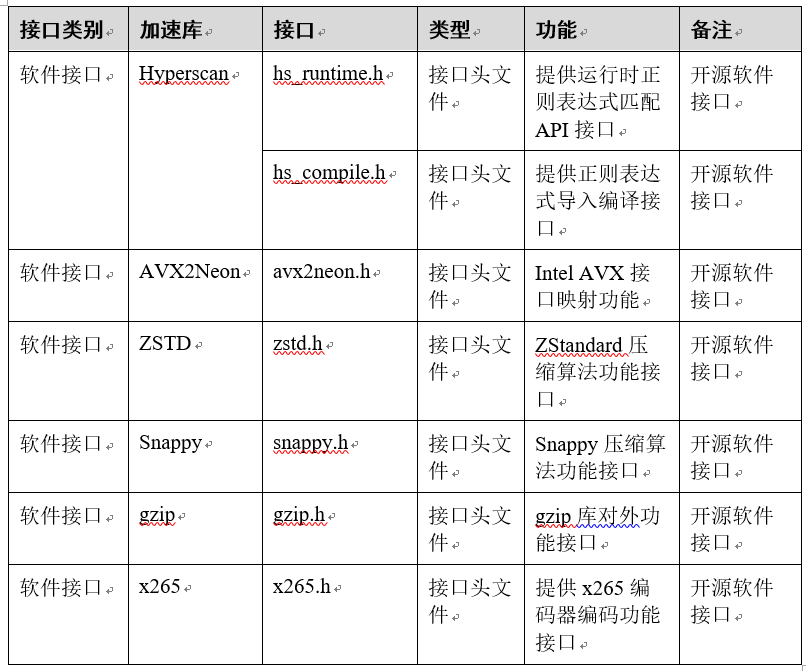 接口类别 加速库 接口 类型 功能 备注
软件接口 Hyperscan hs_runtime.h 接口头文 提供运行时正 开源软件
件 则表达式匹配 接口
API 接口
hs_compile.h 接口头文 提供正则表达 开源软件
件 式导入编译接 接口
口
软件接口 AVX2Neon avx2neon.h 接口头文 Intel AVX 接 开源软件
件 口映射功能 接口
软件接口 ZSTD zstd.h 接口头文 ZStandard 压 开源软件
件 缩算法功能接 接口
口
软件接口 Snappy snappy.h 接口头文 Snappy 压缩算 开源软件
件 法功能接口 接口
软件接口 gzip gzip.h 接口头文 gzip 库对外功 开源软件
件 能接口 接口
软件接口 x265 x265.h 接口头文 提供 x265 编 开源软件
件 码器编码功能 接口
接口